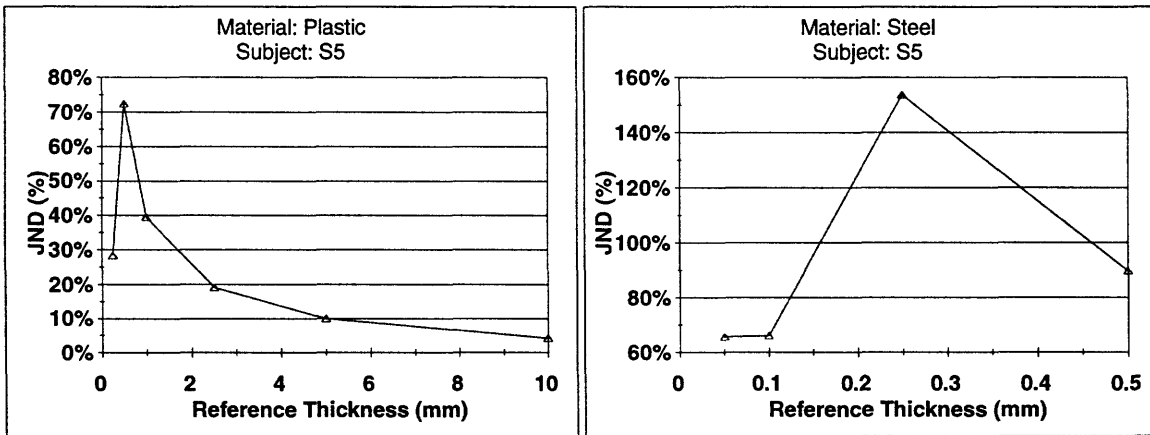 Material: Plastic
Subject: S5
JND (%)
80%
70%
60%
50%
40%
30%
20%
10%
0%
0 2 4 6 8 10
Reference Thickness (mm)
Material: Steel
Subject: S5
JND (%)
160%
140%
120%
100%
80%
60%
0 0.1 0.2 0.3 0.4 0.5
Reference Thickness (mm)